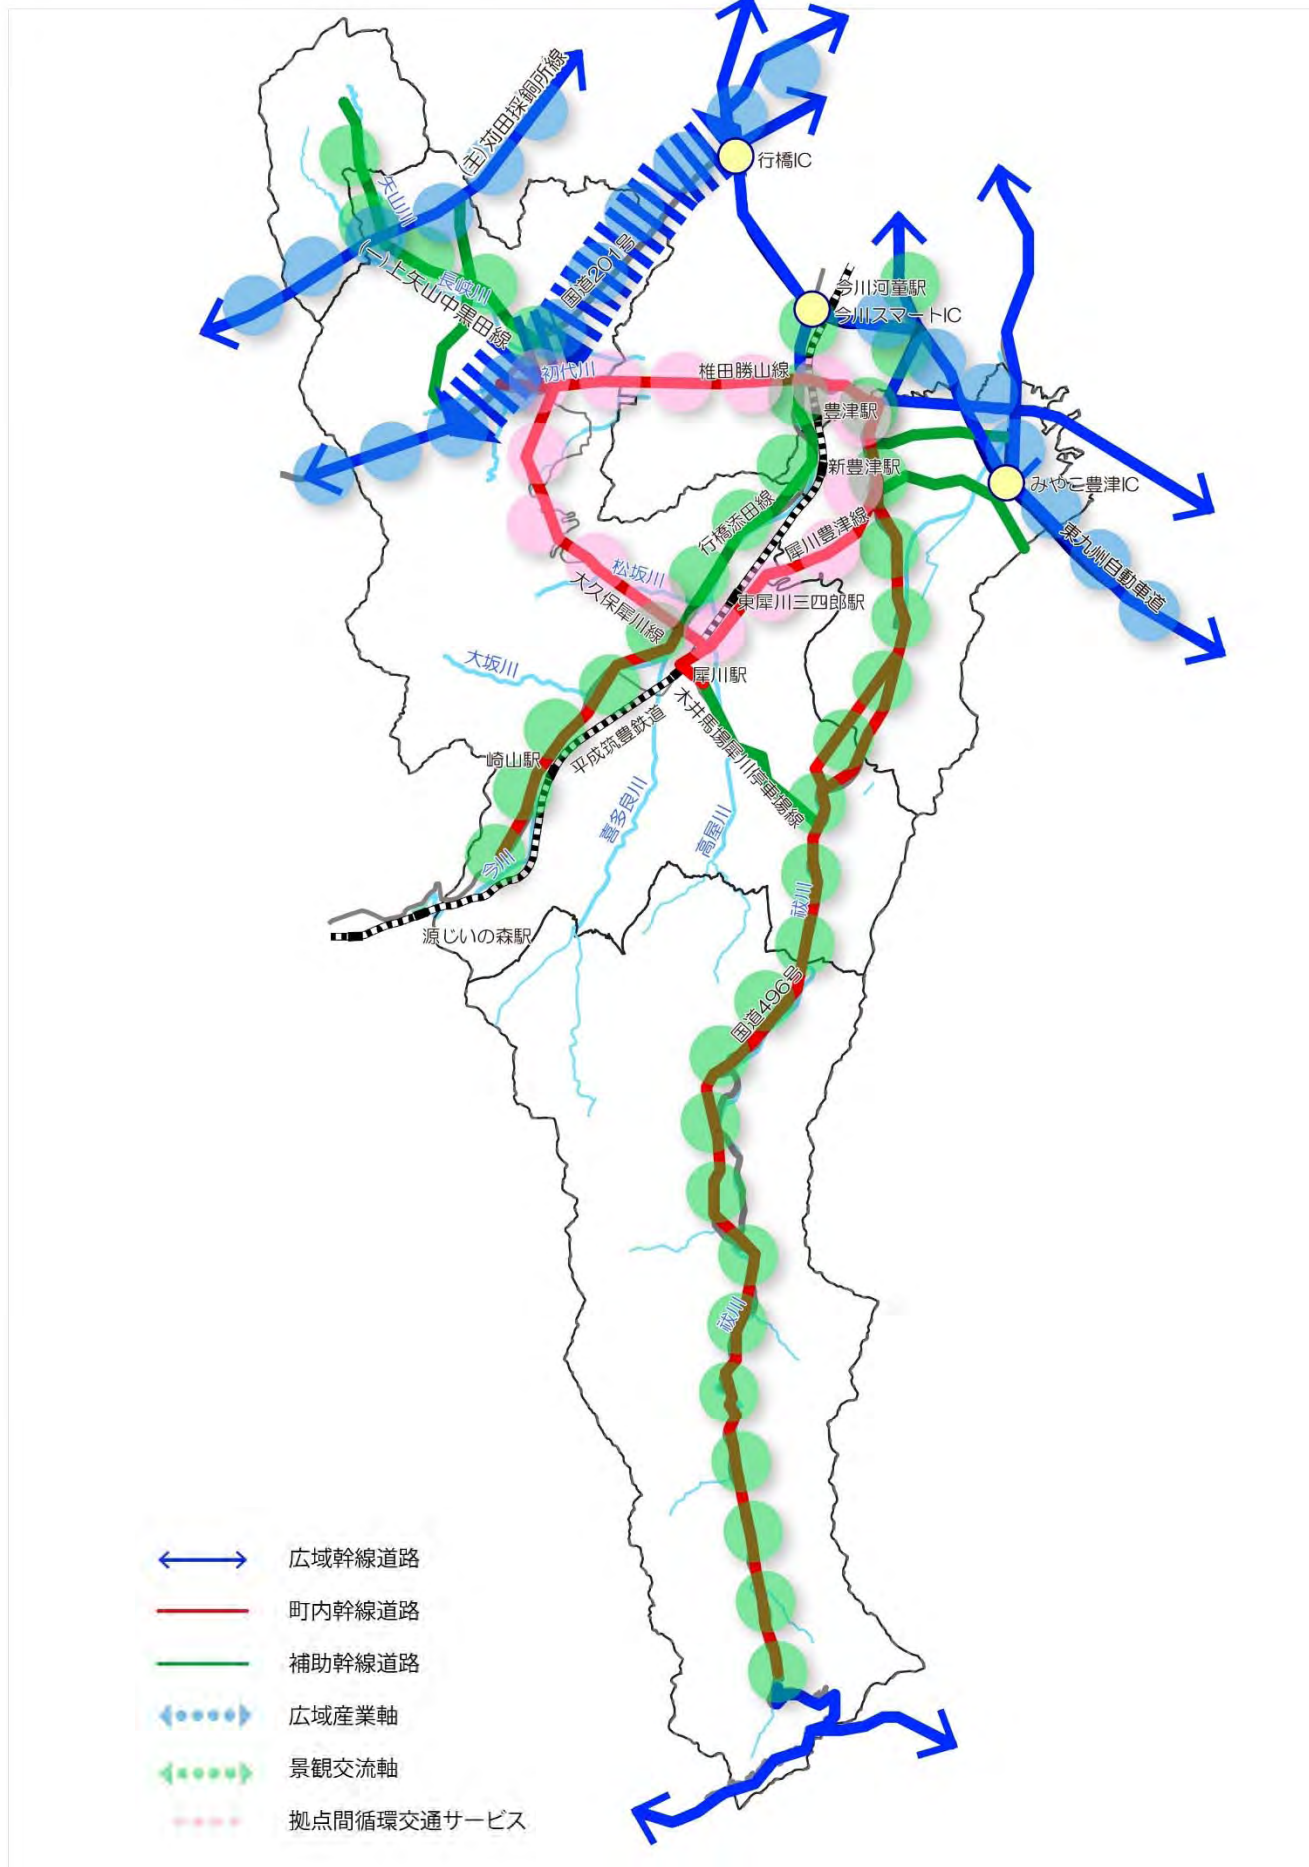 (主)苅田採銅所線
行橋IC
矢山川
国道201号
(一)上矢山中黒田線
長峡川
今川河童駅
今川スマートIC
初代川
椎田勝山線
豊津駅
新豊津駅
みやこ豊津IC
行橋添田線
犀川豊津線
東九州自動車道
松坂川
大久保犀川線
東犀川三四郎駅
大坂川
犀川駅
木井馬場犀川停車場線
平成筑豊鉄道
崎山駅
喜多良川
高屋川
今川
祓川
源じいの森駅
国道496号
祓川
広域幹線道路
町内幹線道路
補助幹線道路
広域産業軸
景観交流軸
拠点間循環交通サービス